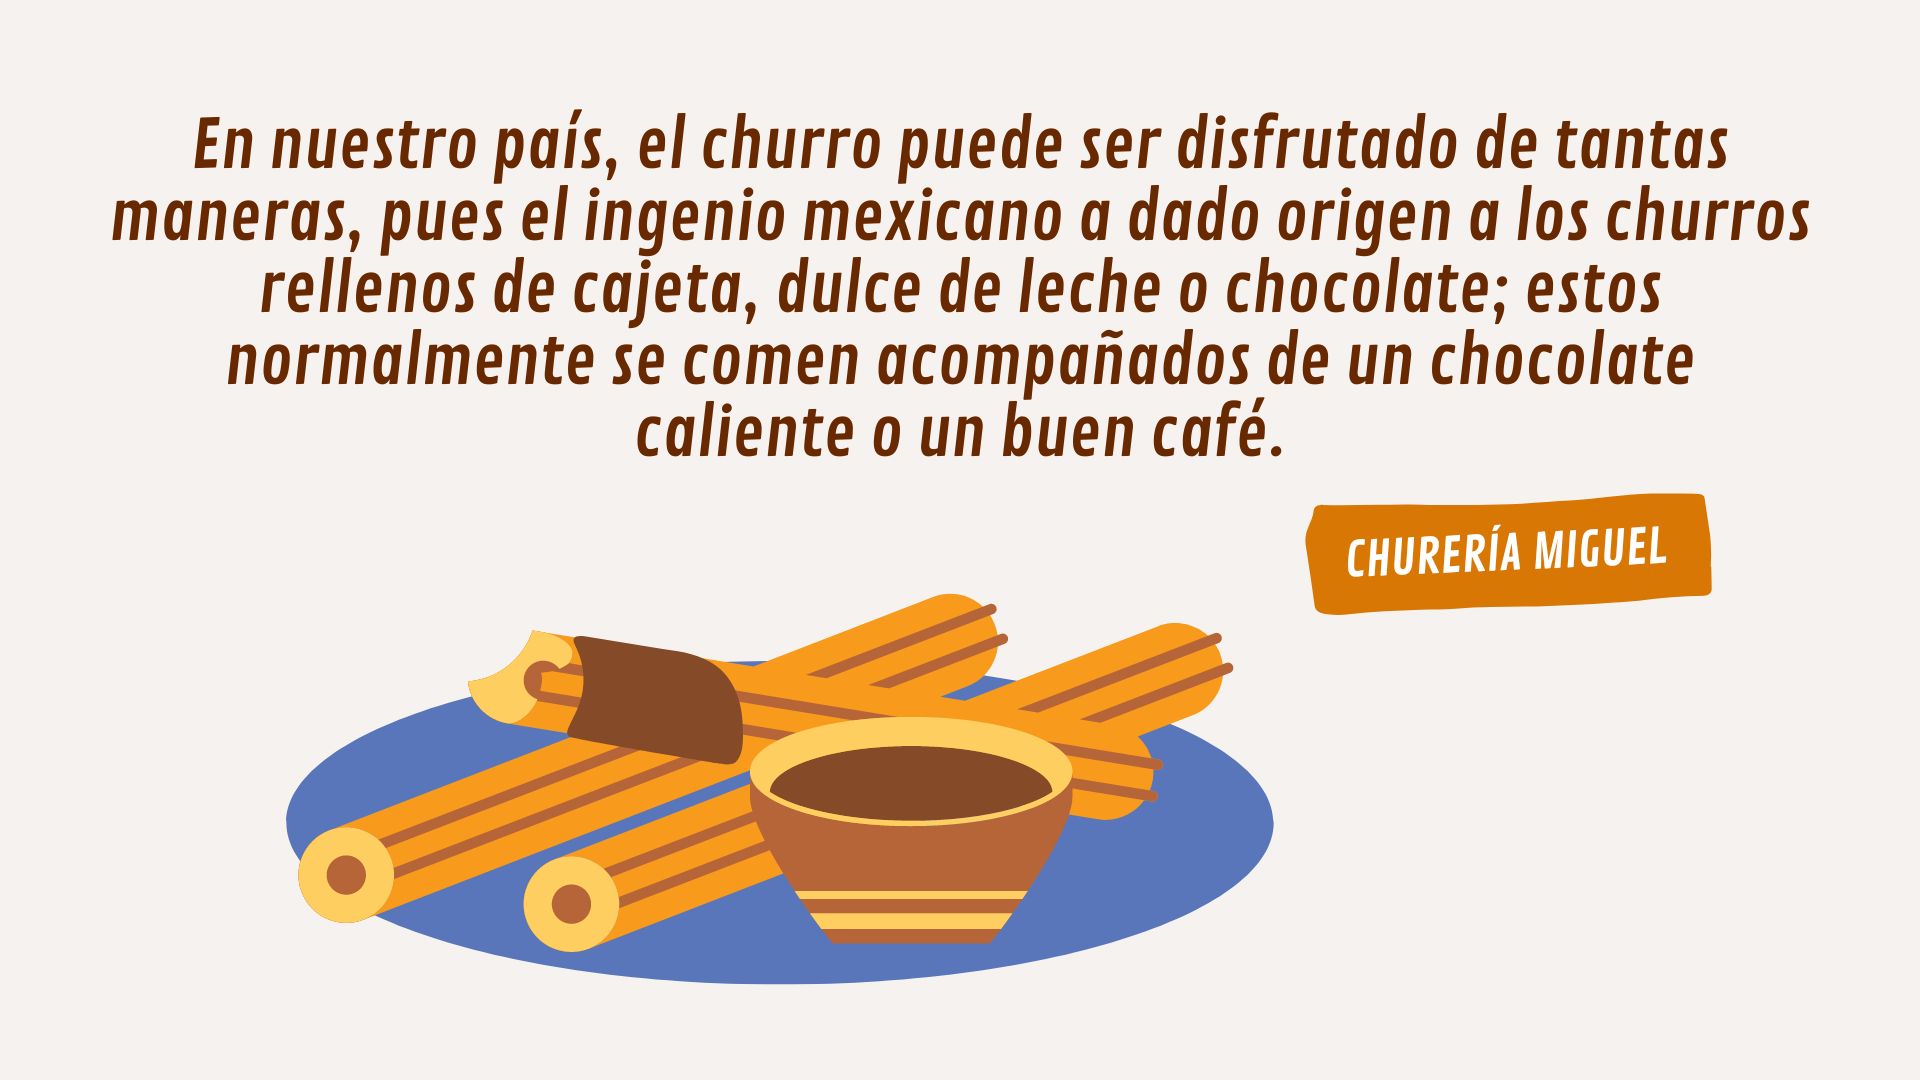 En nuestro país, el churro puede ser disfrutado de tantas
maneras, pues el ingenio mexicano a dado origen a los churros
rellenos de cajeta, dulce de leche o chocolate; estos
normalmente se comen acompañados de un chocolate
caliente o un buen café.
CHURERÍA MIGUEL